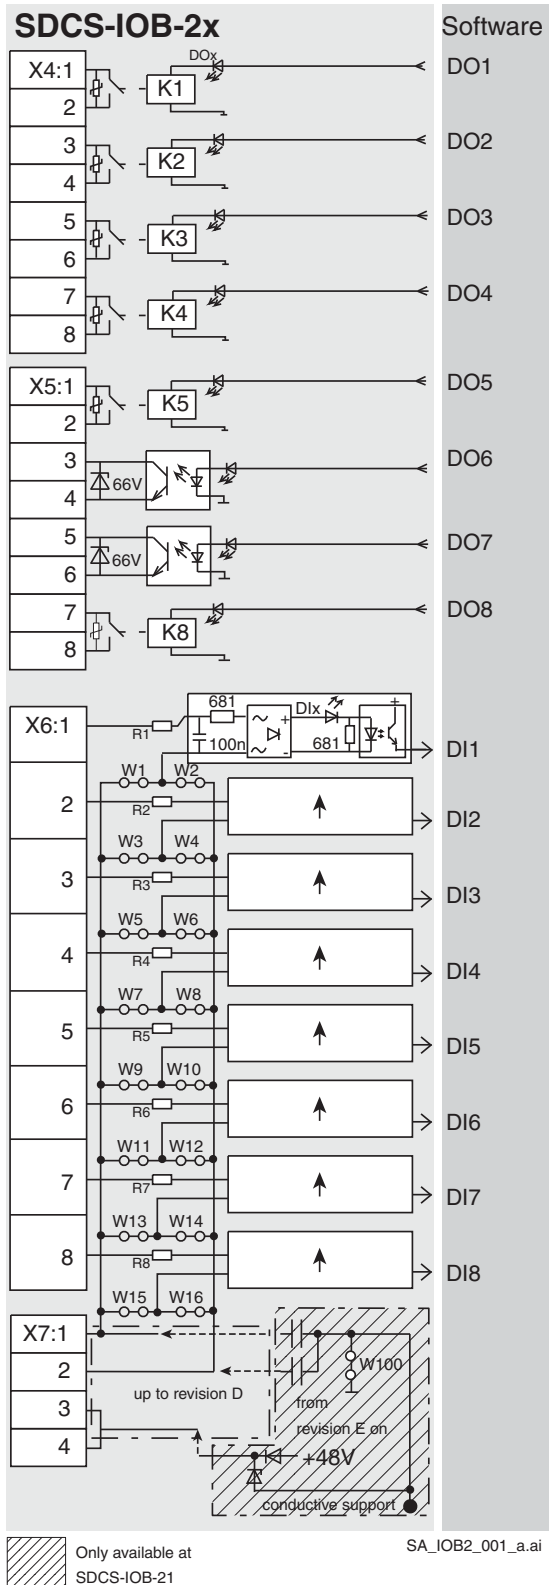 SDCS-IOB-2x
Software
X4:1
DOx
K1
DO1
2
3
K2
DO2
4
5
K3
DO3
6
7
K4
DO4
8
X5:1
K5
DO5
2
3
66V
DO6
4
5
66V
DO7
6
7
K8
DO8
8
X6:1
R1
681
100n
DIx
681
+
-
+
DI1
W1 W2
2
R2
DI2
W3 W4
3
R3
DI3
W5 W6
4
R4
DI4
W7 W8
5
R5
DI5
W9 W10
6
R6
DI6
W11 W12
7
R7
DI7
W13 W14
8
R8
DI8
W15 W16
X7:1
2
W100
up to revision D
from
revision E on
3
4
+48V
conductive support
SA_IOB2_001_a.ai
Only available at
SDCS-IOB-21